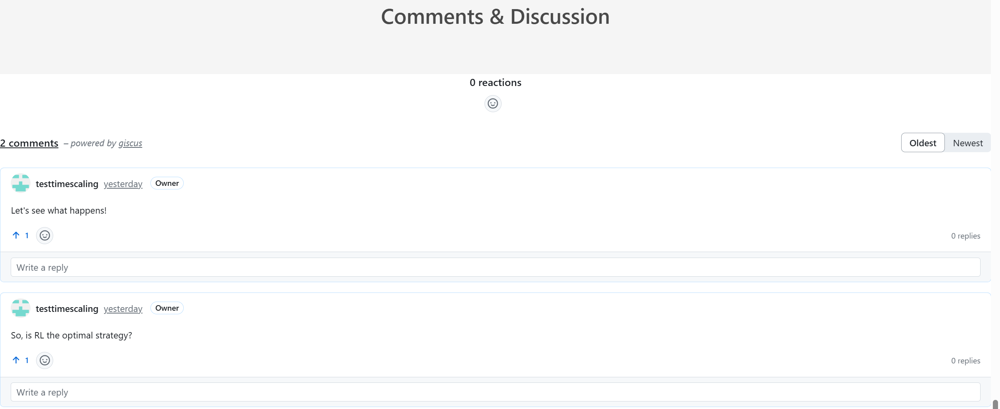 Comments & Discussion
0 reactions
2 comments – powered by giscus
Oldest Newest
testtimescaling yesterday Owner
Let's see what happens!
1
0 replies
Write a reply
testtimescaling yesterday Owner
So, is RL the optimal strategy?
1
0 replies
Write a reply